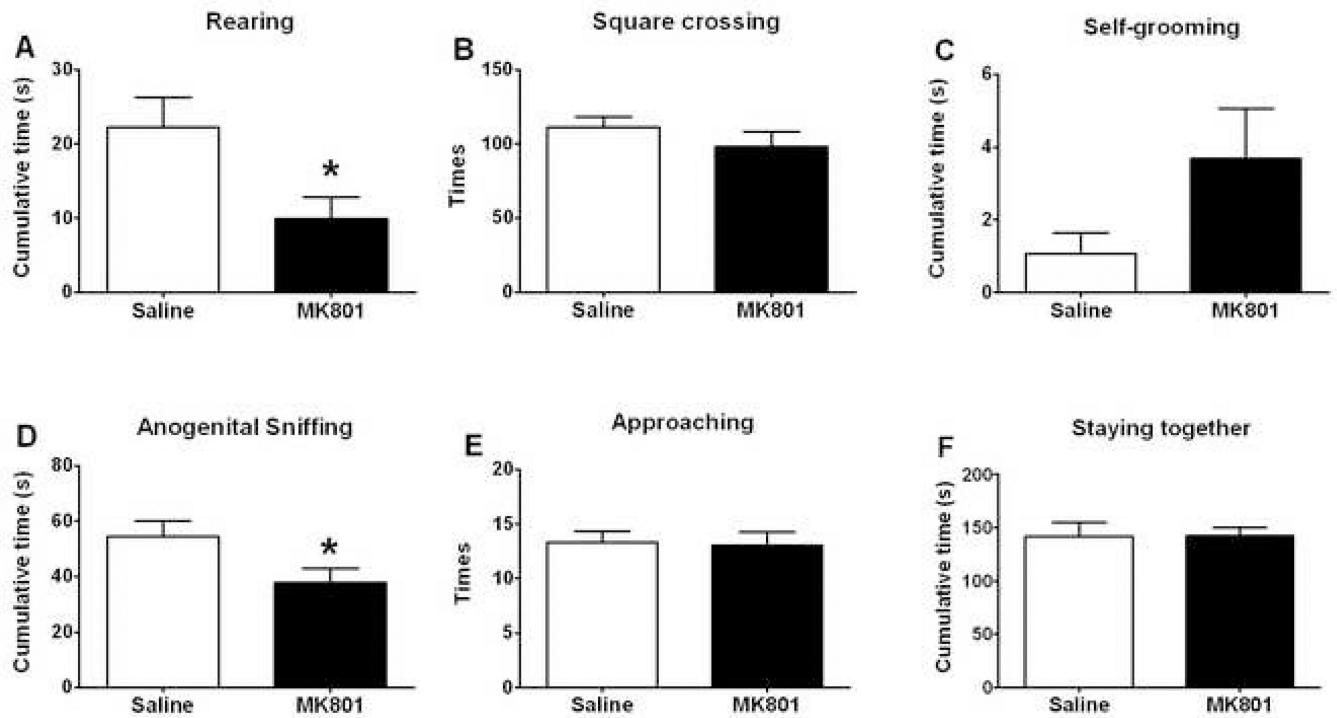 Rearing
A
Cumulative time (s)
30
20
10
0
*
Saline MK801
Square crossing
B
Times
150
100
50
0
Saline MK801
Self-grooming
C
Cumulative time (s)
6
4
2
0
Saline MK801
Anogenital Sniffing
D
Cumulative time (s)
80
60
40
20
0
*
Saline MK801
Approaching
E
Times
20
15
10
5
0
Saline MK801
Staying together
F
Cumulative time (s)
200
150
100
50
0
Saline MK801